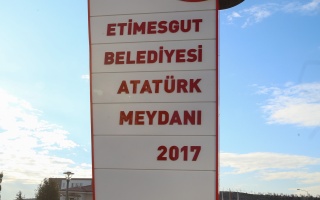 ETİMESGUT
BELEDİYESİ
ATATÜRK
MEYDANI
2017